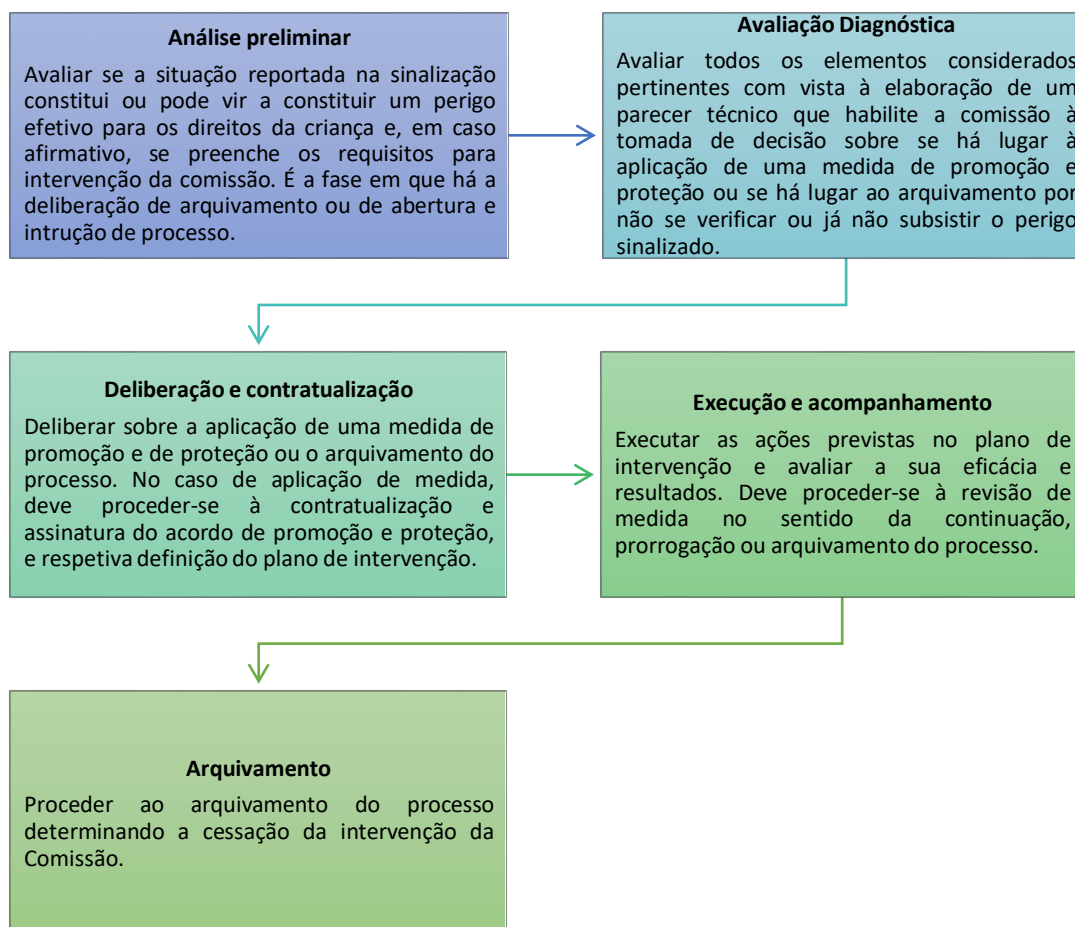 Análise preliminar
Avaliar se a situação reportada na sinalização
constitui ou pode vir a constituir um perigo
efetivo para os direitos da criança e, em caso
afirmativo, se preenche os requisitos para
intervenção da comissão. É a fase em que há a
deliberação de arquivamento ou de abertura e
intrução de processo.
Avaliação Diagnóstica
Avaliar todos os elementos considerados
pertinentes com vista à elaboração de um
parecer técnico que habilite a comissão à
tomada de decisão sobre se há lugar à
aplicação de uma medida de promoção e
proteção ou se há lugar ao arquivamento por
não se verificar ou já não subsistir o perigo
sinalizado.
Deliberação e contratualização
Deliberar sobre a aplicação de uma medida de
promoção e de proteção ou o arquivamento do
processo. No caso de aplicação de medida,
deve proceder-se à contratualização e
assinatura do acordo de promoção e proteção,
e respetiva definição do plano de intervenção.
Execução e acompanhamento
Executar as ações previstas no plano de
intervenção e avaliar a sua eficácia e
resultados. Deve proceder-se à revisão de
medida no sentido da continuação,
prorrogação ou arquivamento do processo.
Arquivamento
Proceder ao arquivamento do processo
determinando a cessação da intervenção da
Comissão.